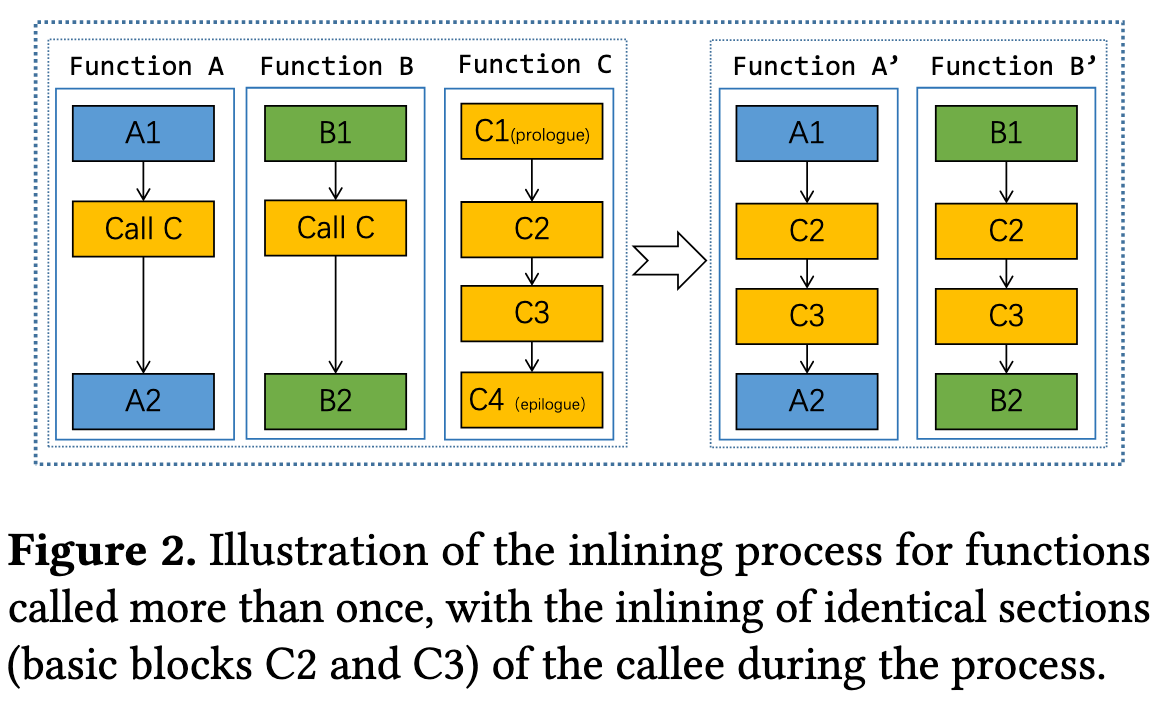 Function A
Function B
Function C
Function A’
Function B’
A1
B1
C1(prologue)
A1
B1
Call C
Call C
C2
C2
C2
C3
C3
C3
A2
B2
C4 (epilogue)
A2
B2
Figure 2. Illustration of the inlining process for functions
called more than once, with the inlining of identical sections
(basic blocks C2 and C3) of the callee during the process.